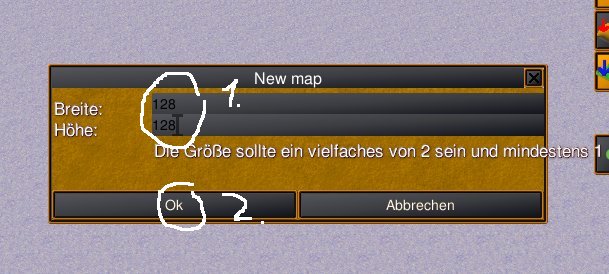 New map
Breite: 128 1.
Höhe: 128
Die Größe sollte ein vielfaches von 2 sein und mindestens 1
Ok 2. Abbrechen